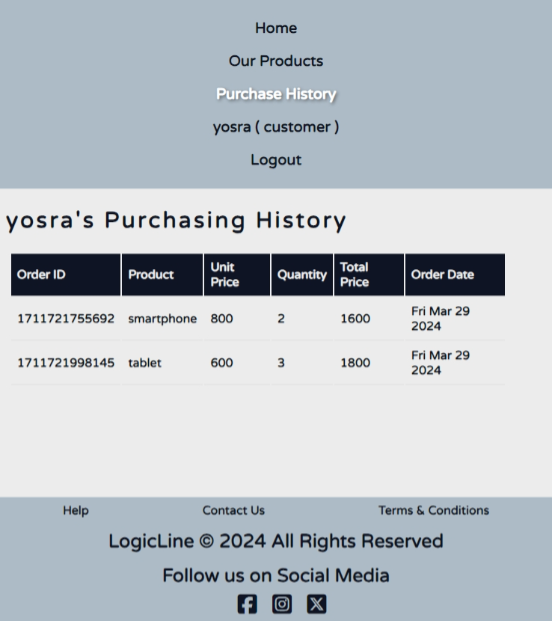 Home
Our Products
Purchase History
yosra ( customer )
Logout
yosra's Purchasing History
Order ID Product Unit Price Quantity Total Price Order Date
1711721755692 smartphone 800 2 1600 Fri Mar 29 2024
1711721998145 tablet 600 3 1800 Fri Mar 29 2024
Help Contact Us Terms & Conditions
LogicLine © 2024 All Rights Reserved
Follow us on Social Media